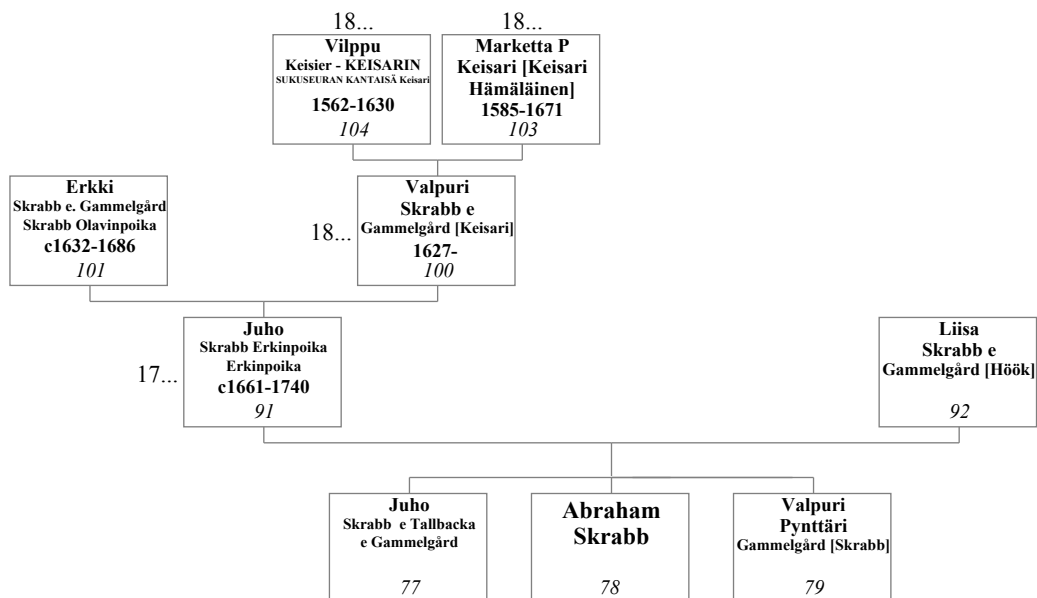 18...
18...
Vilppu
Keisier - KEISARIN
SUKUSEURAN KANTAISÄ Keisari
1562-1630
104
Marketta P
Keisari [Keisari
Hämäläinen]
1585-1671
103
Erkki
Skrabb e. Gammelgård
Skrabb Olavinpoika
c1632-1686
101
18...
Valpuri
Skrabb e
Gammelgård [Keisari]
1627-
100
17...
Juho
Skrabb Erkinpoika
Erkinpoika
c1661-1740
91
Liisa
Skrabb e
Gammelgård [Höök]
92
Juho
Skrabb e Tallbacka
e Gammelgård
77
Abraham
Skrabb
78
Valpuri
Pynttäri
Gammelgård [Skrabb]
79